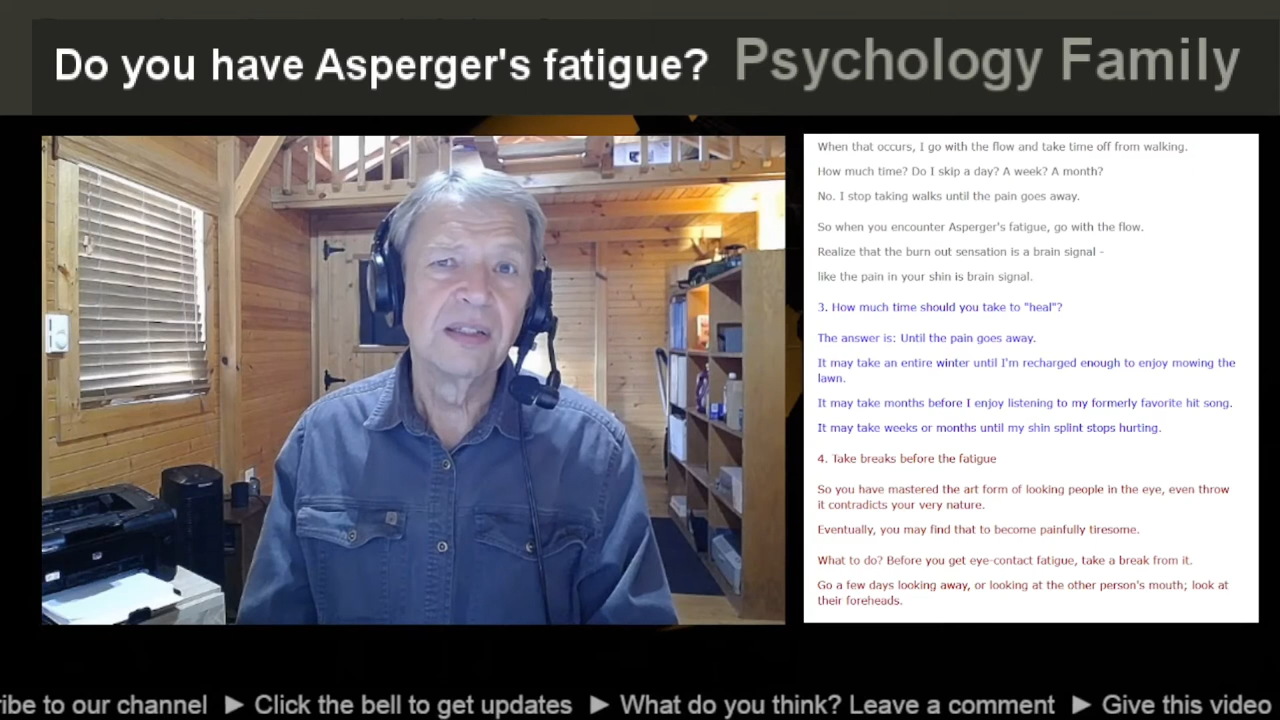 Do you have Asperger's fatigue?
Psychology Family
When that occurs, I go with the flow and take time off from walking.
How much time? Do I skip a day? A week? A month?
No. I stop taking walks until the pain goes away.
So when you encounter Asperger's fatigue, go with the flow.
Realize that the burn out sensation is a brain signal -
like the pain in your shin is brain signal.
3. How much time should you take to "heal"?
The answer is: Until the pain goes away.
It may take an entire winter until I'm recharged enough to enjoy mowing the
lawn.
It may take months before I enjoy listening to my formerly favorite hit song.
It may take weeks or months until my shin splint stops hurting.
4. Take breaks before the fatigue
So you have mastered the art form of looking people in the eye, even throw
it contradicts your very nature.
Eventually, you may find that to become painfully tiresome.
What to do? Before you get eye-contact fatigue, take a break from it.
Go a few days looking away, or looking at the other person's mouth; look at
their foreheads.
ribe to our channel ► Click the bell to get updates ► What do you think? Leave a comment ► Give this video